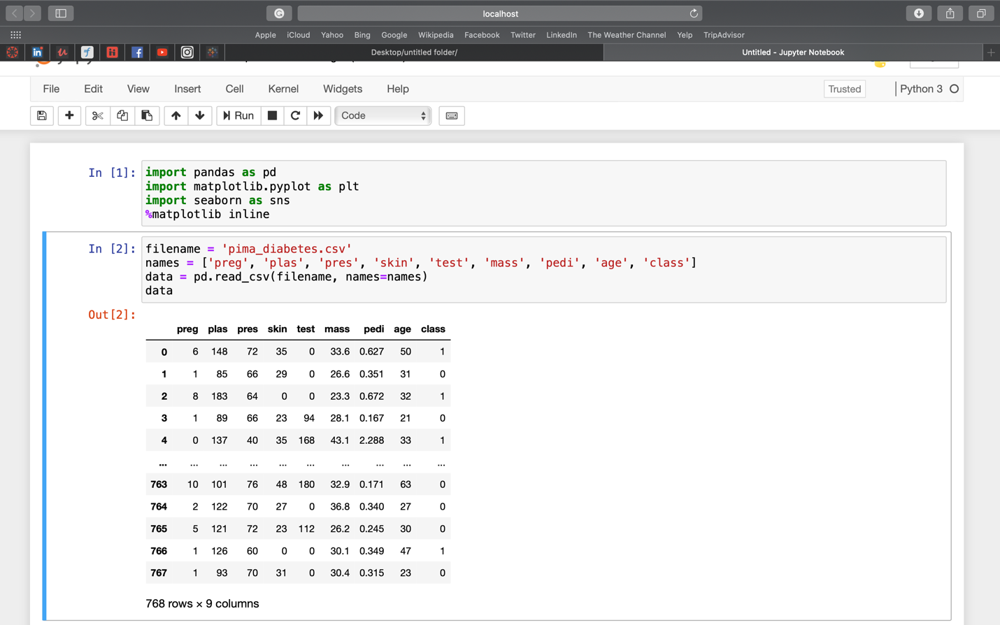 localhost
Apple iCloud Yahoo Bing Google Wikipedia Facebook Twitter LinkedIn The Weather Channel Yelp TripAdvisor
Desktop/untitled folder/ Untitled - Jupyter Notebook
File Edit View Insert Cell Kernel Widgets Help Trusted Python 3
Run Code
In [1]: import pandas as pd
import matplotlib.pyplot as plt
import seaborn as sns
%matplotlib inline
In [2]: filename = 'pima_diabetes.csv'
names = ['preg', 'plas', 'pres', 'skin', 'test', 'mass', 'pedi', 'age', 'class']
data = pd.read_csv(filename, names=names)
data
Out[2]:
preg plas pres skin test mass pedi age class
0 6 148 72 35 0 33.6 0.627 50 1
1 1 85 66 29 0 26.6 0.351 31 0
2 8 183 64 0 0 23.3 0.672 32 1
3 1 89 66 23 94 28.1 0.167 21 0
4 0 137 40 35 168 43.1 2.288 33 1
... ... ... ... ... ... ... ... ... ...
763 10 101 76 48 180 32.9 0.171 63 0
764 2 122 70 27 0 36.8 0.340 27 0
765 5 121 72 23 112 26.2 0.245 30 0
766 1 126 60 0 0 30.1 0.349 47 1
767 1 93 70 31 0 30.4 0.315 23 0
768 rows × 9 columns